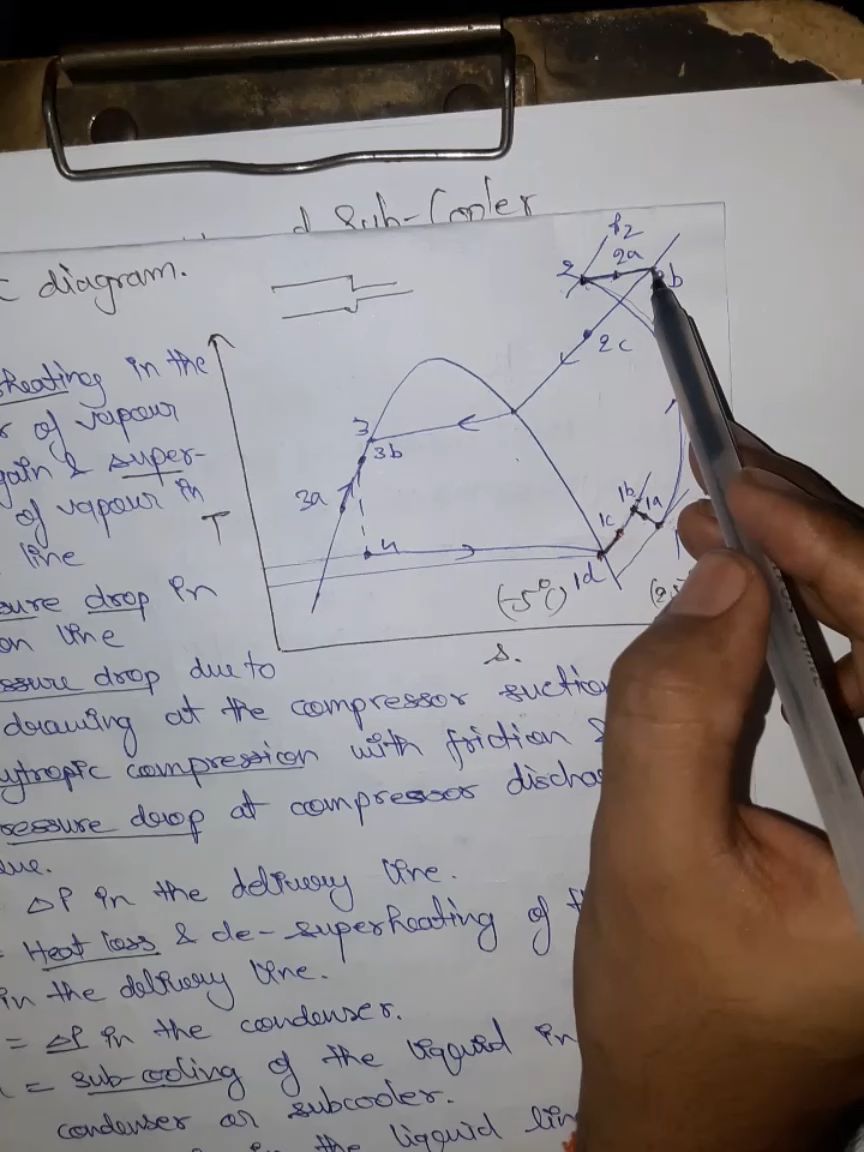 Sub-Cooler
diagram.
heating in the
of vapour
gain & super-
of vapour in
line
sure drop in
on line
ssure drop due to
drawing at the compressor suction
ytropic compression with friction &
ressure drop at compressor discha
lve.
ΔP in the delivery line.
Heat loss & de-superheating of
in the delivery line.
= ΔP in the condenser.
= sub-cooling of the liquid in
condenser or subcooler.
the liquid lin
T
s.
P2
2
2a
2b
2c
3
3b
3a
4
1b
1a
1c
1d
(-5°)